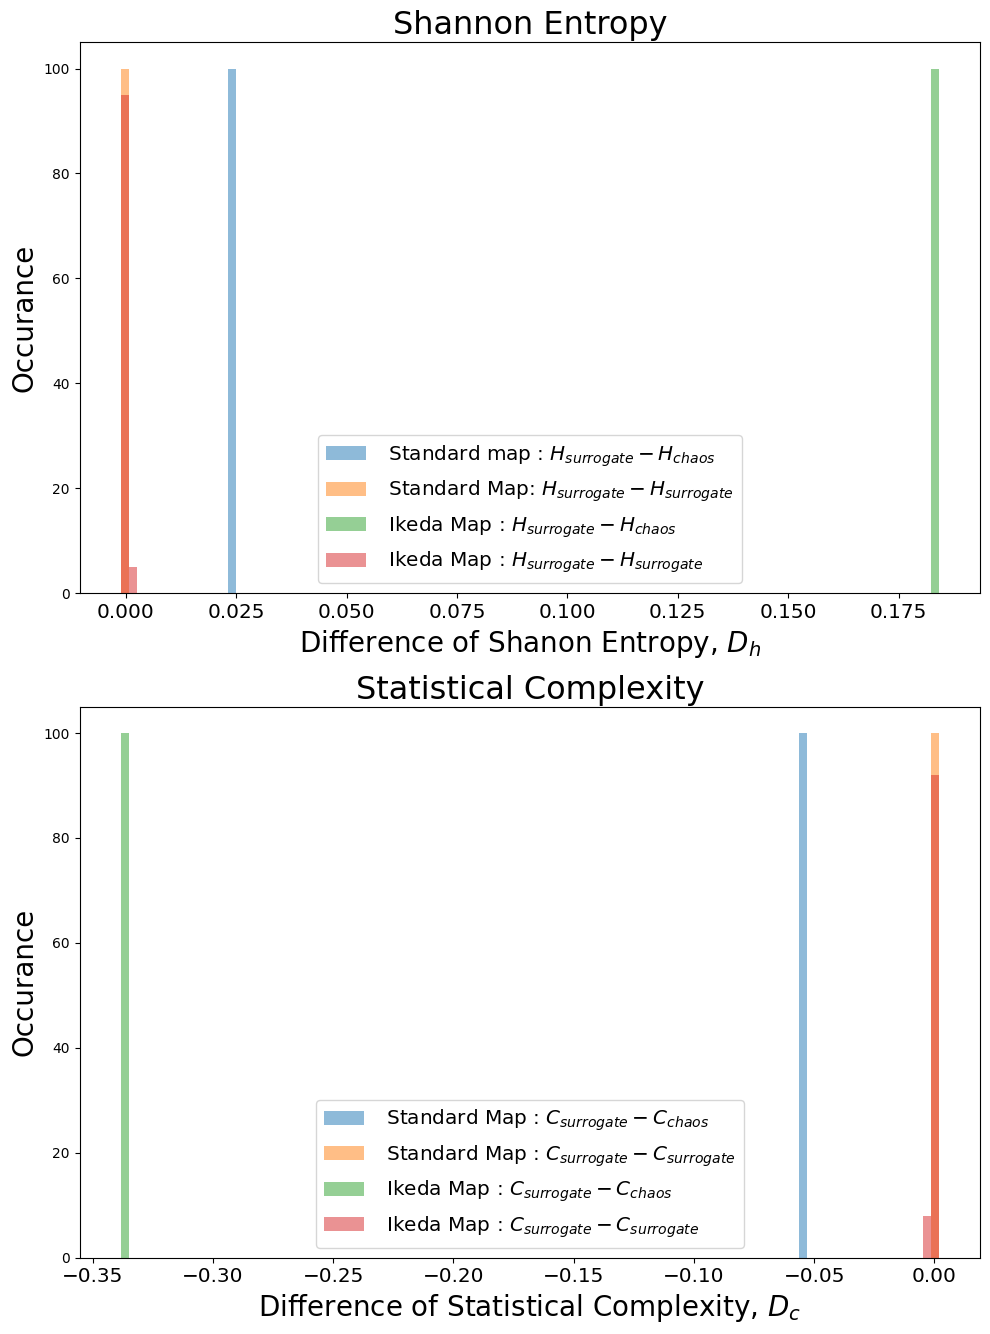 Shannon Entropy
100
80
60
40
20
0
Occurance
Standard map : H_surrogate − H_chaos
Standard Map: H_surrogate − H_surrogate
Ikeda Map : H_surrogate − H_chaos
Ikeda Map : H_surrogate − H_surrogate
0.000 0.025 0.050 0.075 0.100 0.125 0.150 0.175
Difference of Shanon Entropy, D_h
Statistical Complexity
100
80
60
40
20
0
Occurance
Standard Map : C_surrogate − C_chaos
Standard Map : C_surrogate − C_surrogate
Ikeda Map : C_surrogate − C_chaos
Ikeda Map : C_surrogate − C_surrogate
−0.35 −0.30 −0.25 −0.20 −0.15 −0.10 −0.05 0.00
Difference of Statistical Complexity, D_c